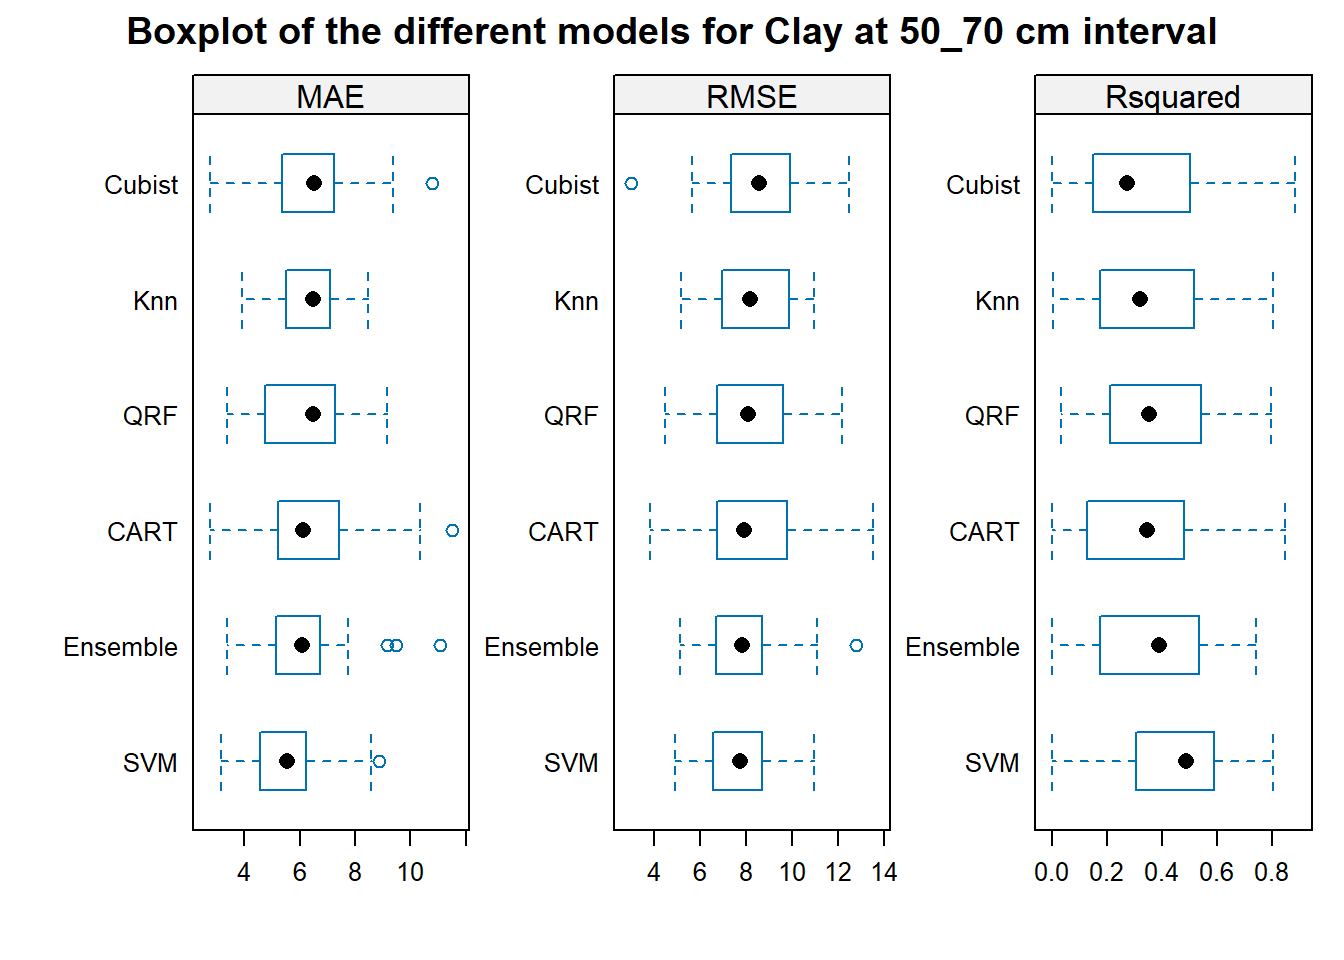 Boxplot of the different models for Clay at 50_70 cm interval
MAE
RMSE
Rsquared
Cubist
Knn
QRF
CART
Ensemble
SVM
4 6 8 10
Cubist
Knn
QRF
CART
Ensemble
SVM
4 6 8 10 12 14
Cubist
Knn
QRF
CART
Ensemble
SVM
0.0 0.2 0.4 0.6 0.8